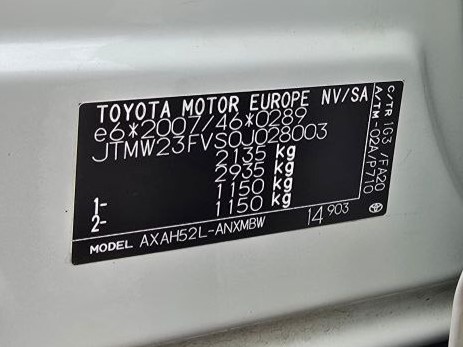 TOYOTA MOTOR EUROPE NV/SA
e6*2007/46*0289
JTMW23FVS0J028003
2135 kg
2935 kg
1- 1150 kg
2- 1150 kg
MODEL AXAH52L-ANXMBW 14 903
C/TR 1G3 /FA20
A/TM -02A/P710